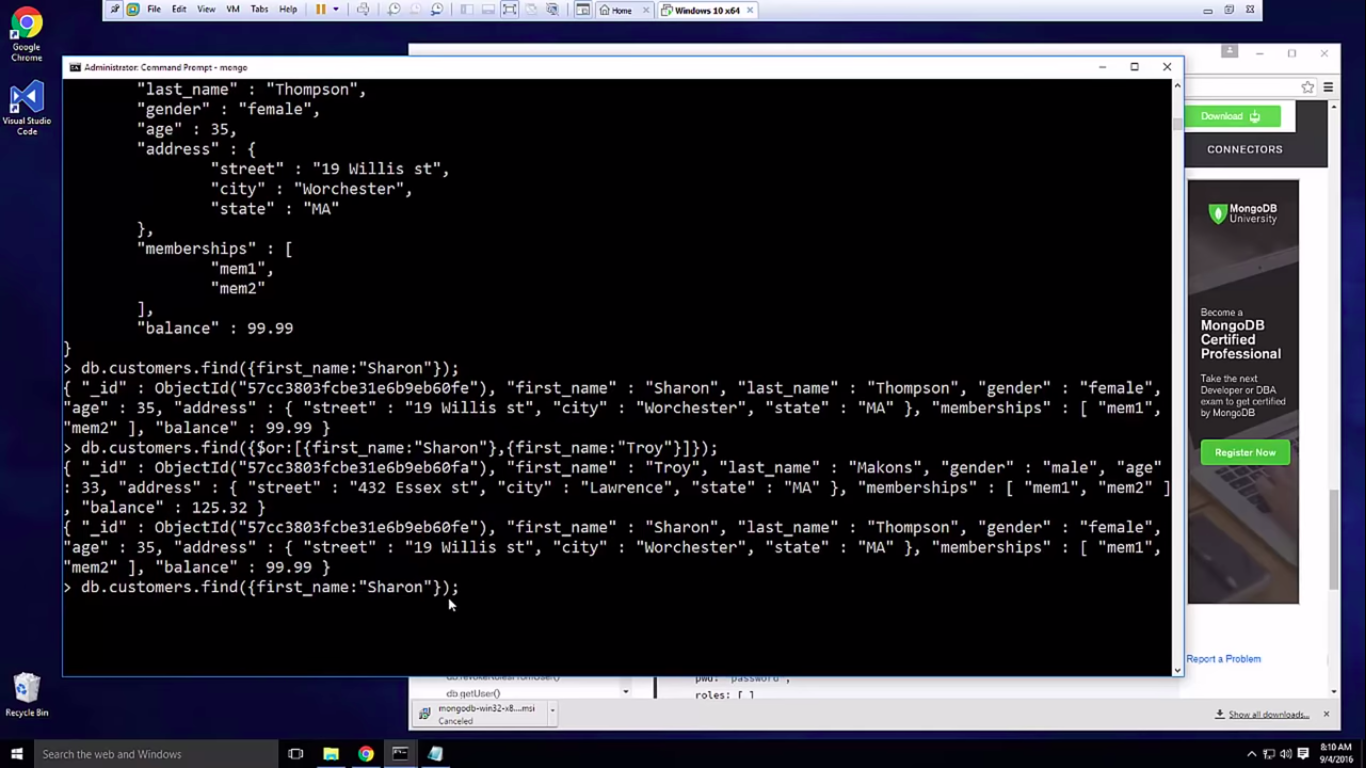 File Edit View VM Tabs Help
Home
Windows 10 x64
Google
Chrome
Visual Studio
Code
Administrator: Command Prompt - mongo
"last_name" : "Thompson",
"gender" : "female",
"age" : 35,
"address" : {
"street" : "19 Willis st",
"city" : "Worchester",
"state" : "MA"
},
"memberships" : [
"mem1",
"mem2"
],
"balance" : 99.99
}
> db.customers.find({first_name:"Sharon"});
{ "_id" : ObjectId("57cc3803fcbe31e6b9eb60fe"), "first_name" : "Sharon", "last_name" : "Thompson", "gender" : "female",
"age" : 35, "address" : { "street" : "19 Willis st", "city" : "Worchester", "state" : "MA" }, "memberships" : [ "mem1",
"mem2" ], "balance" : 99.99 }
> db.customers.find({$or:[{first_name:"Sharon"},{first_name:"Troy"}]});
{ "_id" : ObjectId("57cc3803fcbe31e6b9eb60fe"), "first_name" : "Troy", "last_name" : "Makons", "gender" : "male", "age"
: 33, "address" : { "street" : "432 Essex st", "city" : "Lawrence", "state" : "MA" }, "memberships" : [ "mem1", "mem2" ]
, "balance" : 125.32 }
{ "_id" : ObjectId("57cc3803fcbe31e6b9eb60fe"), "first_name" : "Sharon", "last_name" : "Thompson", "gender" : "female",
"age" : 35, "address" : { "street" : "19 Willis st", "city" : "Worchester", "state" : "MA" }, "memberships" : [ "mem1",
"mem2" ], "balance" : 99.99 }
> db.customers.find({first_name:"Sharon"});
Download
CONNECTORS
MongoDB
University
Become a
MongoDB
Certified
Professional
Take the next
Developer or DBA
exam to get certified
by MongoDB
Register Now
Report a Problem
db.getUser()
roles: [ ]
mongodb-win32-x8....msi
Canceled
Show all downloads...
Recycle Bin
Search the web and Windows
8:10 AM
9/4/2016